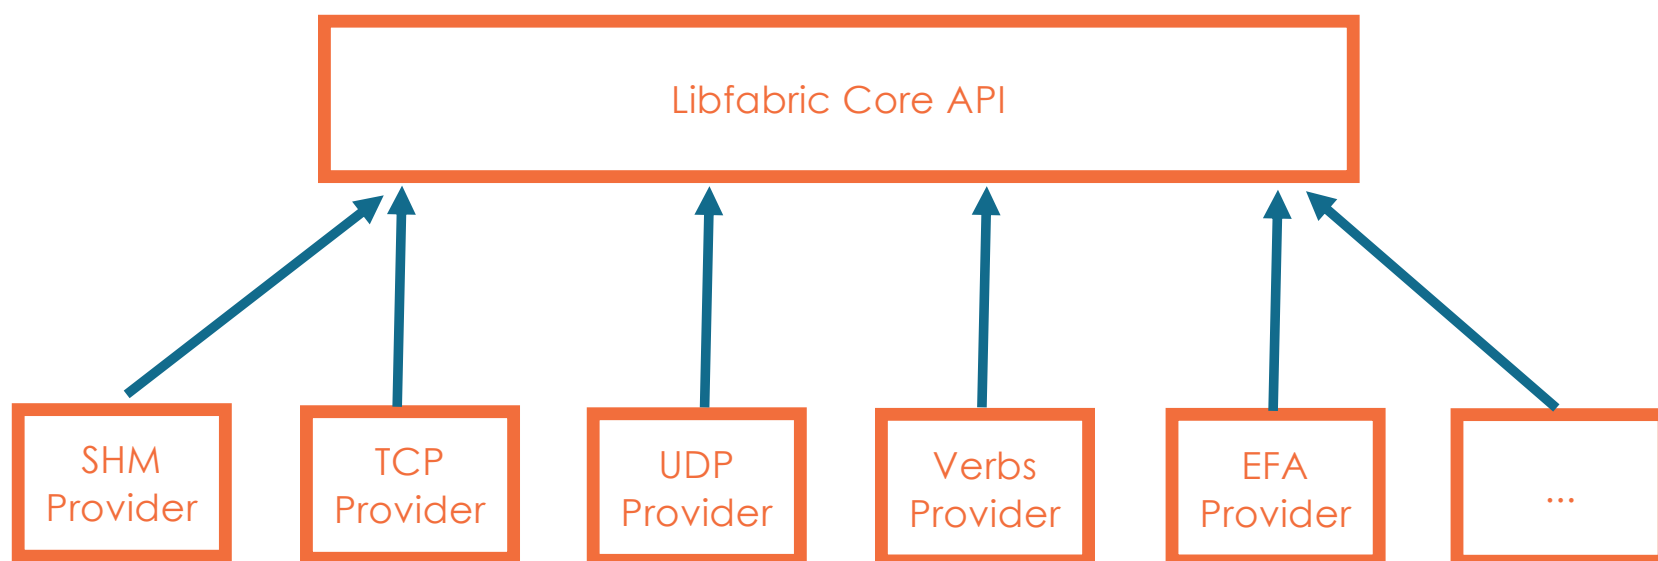 Libfabric Core API
SHM
Provider
TCP
Provider
UDP
Provider
Verbs
Provider
EFA
Provider
...